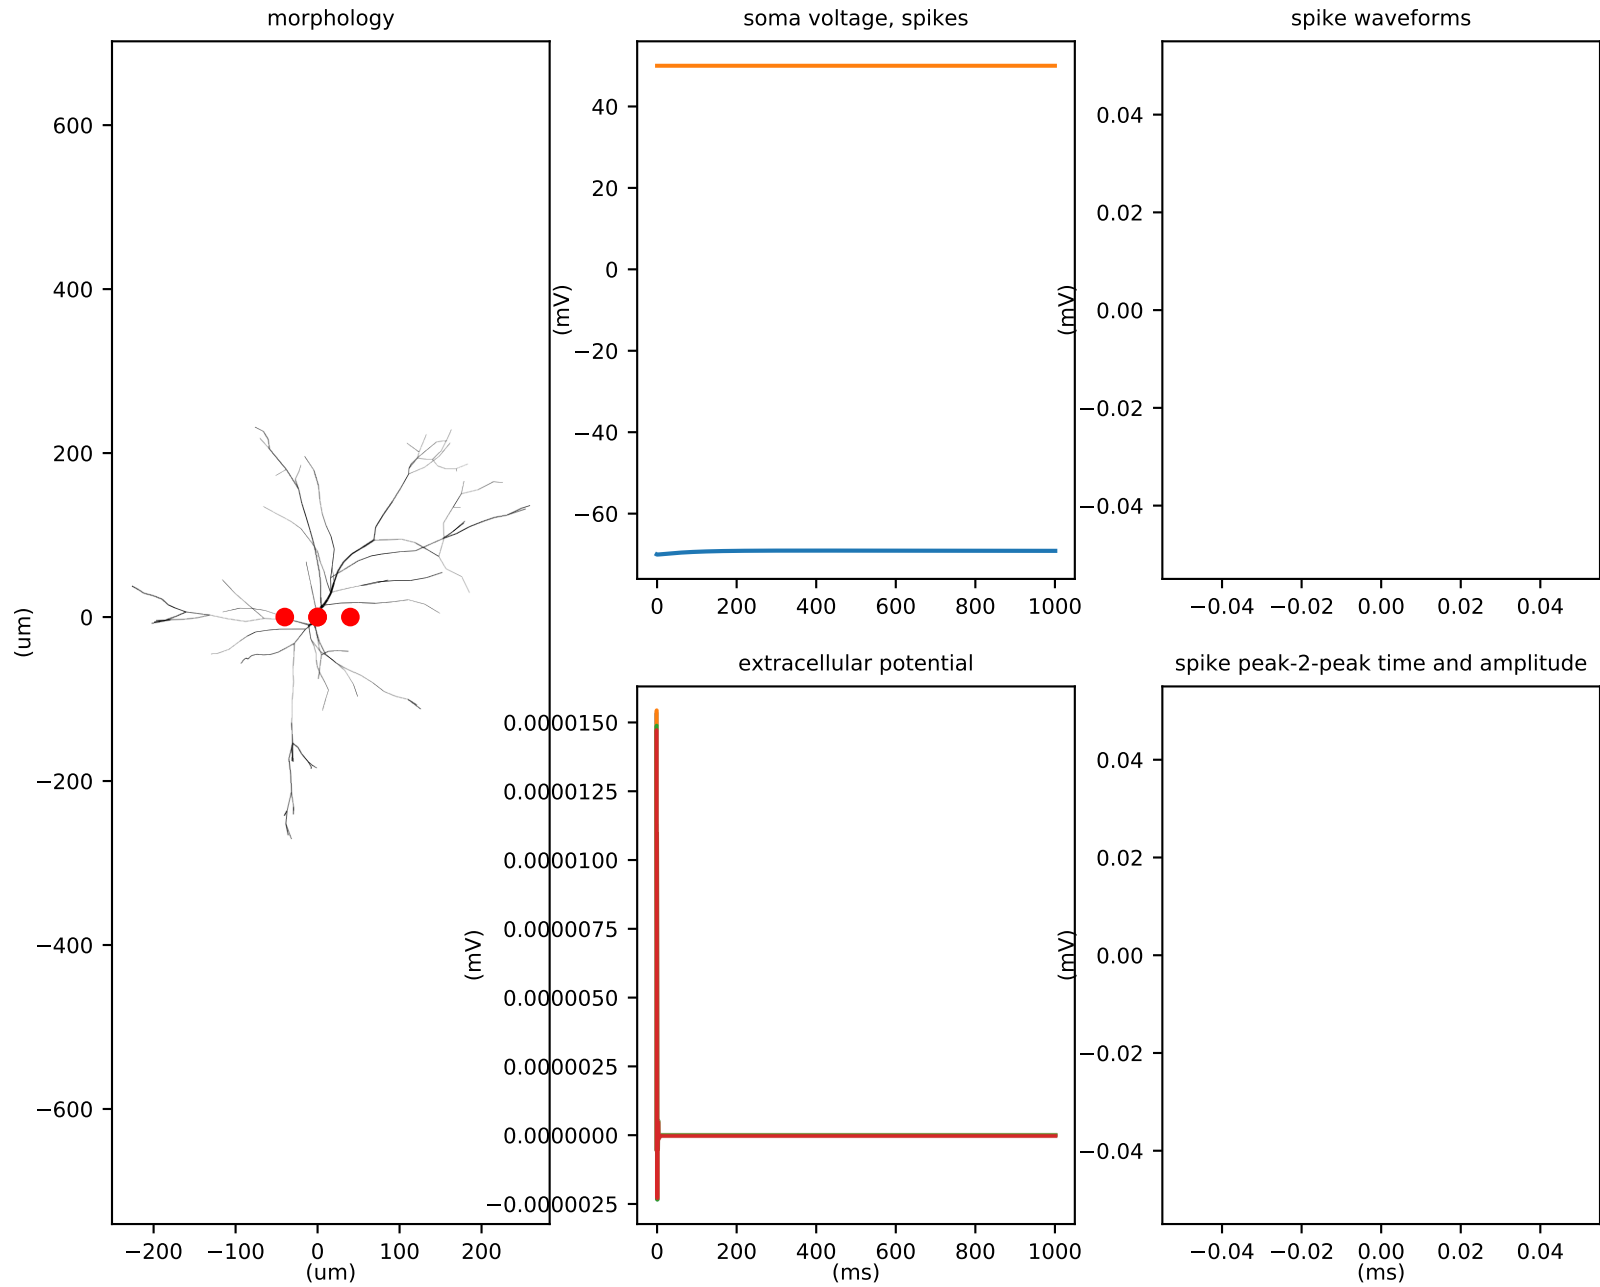 morphology
600
400
200
0
−200
−400
−600
(um)
−200 −100 0 100 200
(um)
soma voltage, spikes
40
20
0
−20
−40
−60
(mV)
0 200 400 600 800 1000
spike waveforms
0.04
0.02
0.00
−0.02
−0.04
(mV)
−0.04 −0.02 0.00 0.02 0.04
extracellular potential
0.0000150
0.0000125
0.0000100
0.0000075
0.0000050
0.0000025
0.0000000
−0.0000025
(mV)
0 200 400 600 800 1000
(ms)
spike peak-2-peak time and amplitude
0.04
0.02
0.00
−0.02
−0.04
(mV)
−0.04 −0.02 0.00 0.02 0.04
(ms)